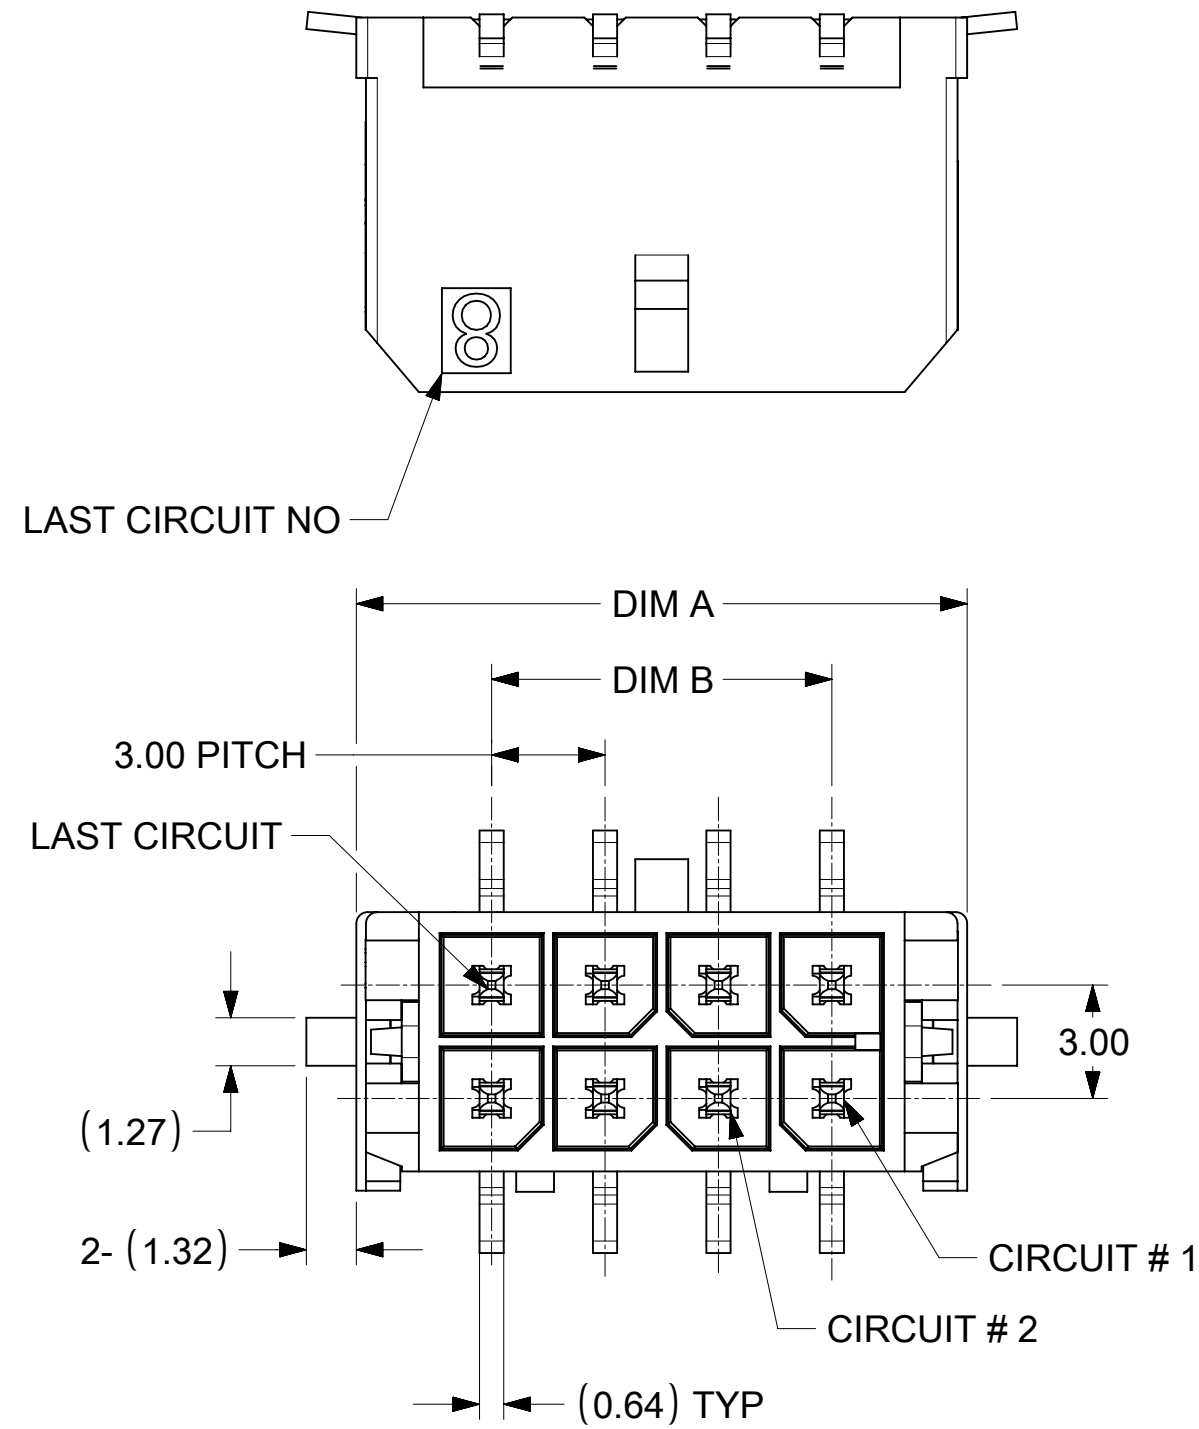 8
LAST CIRCUIT NO
DIM A
DIM B
3.00 PITCH
LAST CIRCUIT
3.00
(1.27)
2- (1.32)
CIRCUIT # 1
CIRCUIT # 2
(0.64) TYP